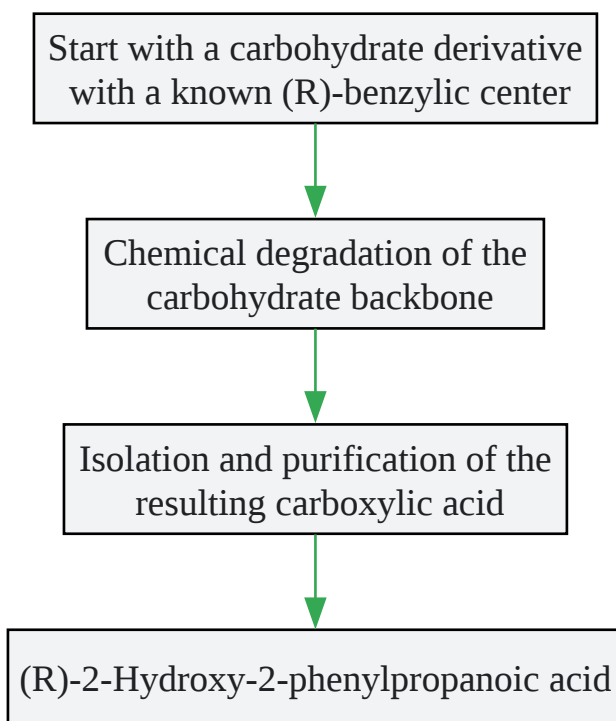 Start with a carbohydrate derivative
with a known (R)-benzylic center
Chemical degradation of the
carbohydrate backbone
Isolation and purification of the
resulting carboxylic acid
(R)-2-Hydroxy-2-phenylpropanoic acid